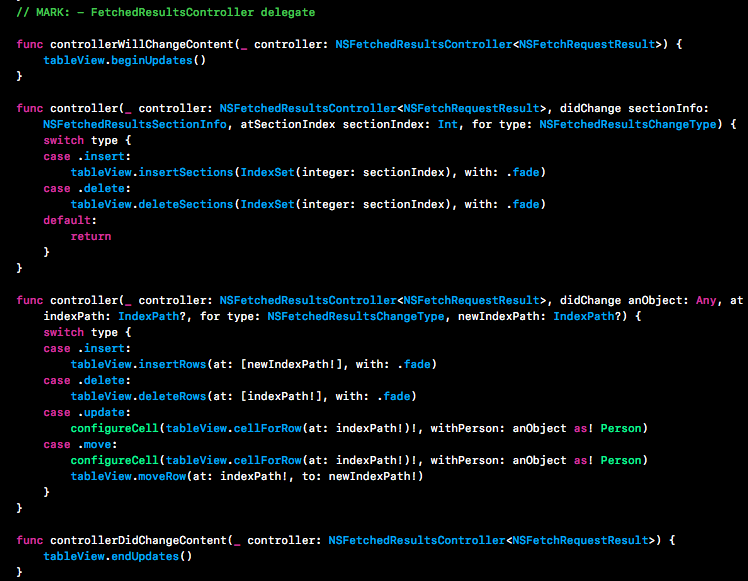 // MARK: – FetchedResultsController delegate
func controllerWillChangeContent(_ controller: NSFetchedResultsController<NSFetchRequestResult>) {
tableView.beginUpdates()
}
func controller(_ controller: NSFetchedResultsController<NSFetchRequestResult>, didChange sectionInfo:
NSFetchedResultsSectionInfo, atSectionIndex sectionIndex: Int, for type: NSFetchedResultsChangeType) {
switch type {
case .insert:
tableView.insertSections(IndexSet(integer: sectionIndex), with: .fade)
case .delete:
tableView.deleteSections(IndexSet(integer: sectionIndex), with: .fade)
default:
return
}
}
func controller(_ controller: NSFetchedResultsController<NSFetchRequestResult>, didChange anObject: Any, at
indexPath: IndexPath?, for type: NSFetchedResultsChangeType, newIndexPath: IndexPath?) {
switch type {
case .insert:
tableView.insertRows(at: [newIndexPath!], with: .fade)
case .delete:
tableView.deleteRows(at: [indexPath!], with: .fade)
case .update:
configureCell(tableView.cellForRow(at: indexPath!)!, withPerson: anObject as! Person)
case .move:
configureCell(tableView.cellForRow(at: indexPath!)!, withPerson: anObject as! Person)
tableView.moveRow(at: indexPath!, to: newIndexPath!)
}
}
func controllerDidChangeContent(_ controller: NSFetchedResultsController<NSFetchRequestResult>) {
tableView.endUpdates()
}